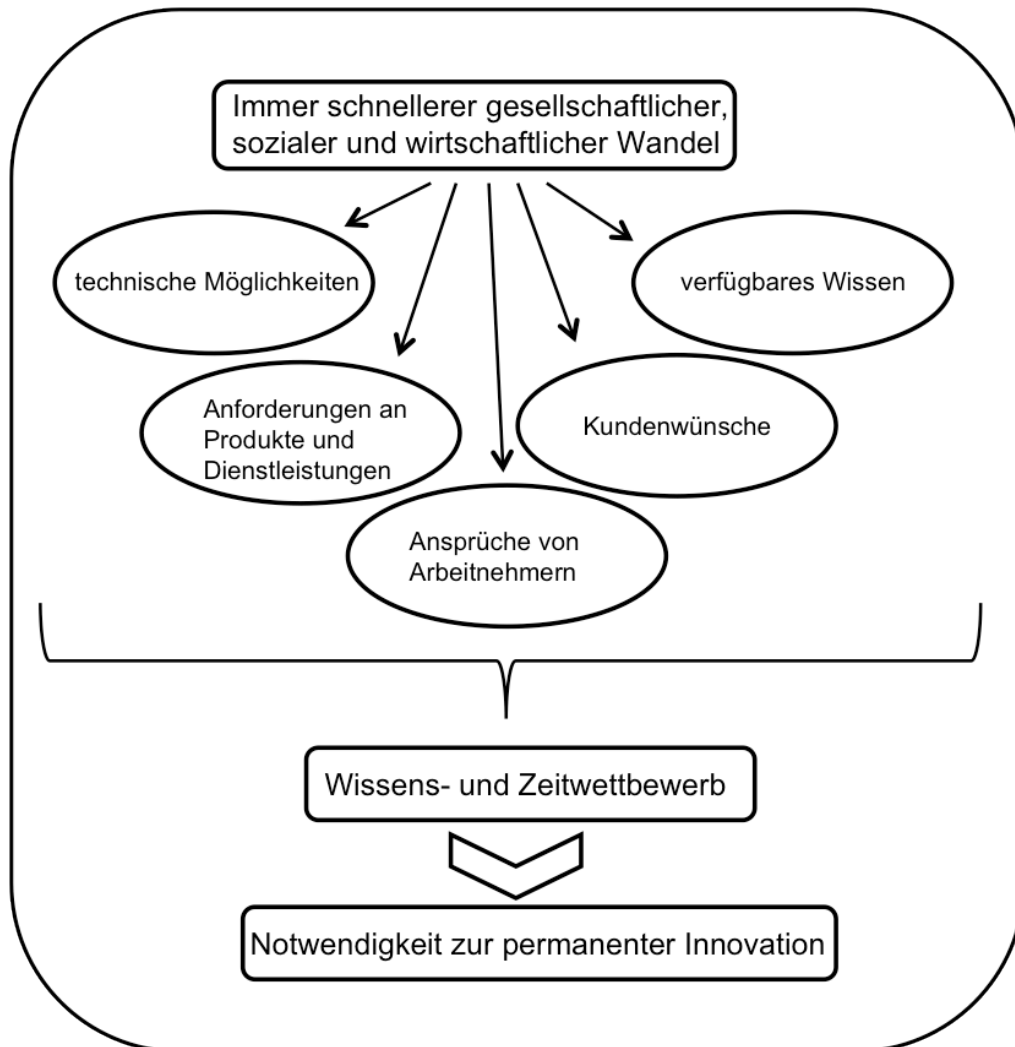 Immer schnellerer gesellschaftlicher,
sozialer und wirtschaftlicher Wandel
technische Möglichkeiten
verfügbares Wissen
Anforderungen an
Produkte und
Dienstleistungen
Kundenwünsche
Ansprüche von
Arbeitnehmern
Wissens- und Zeitwettbewerb
Notwendigkeit zur permanenter Innovation